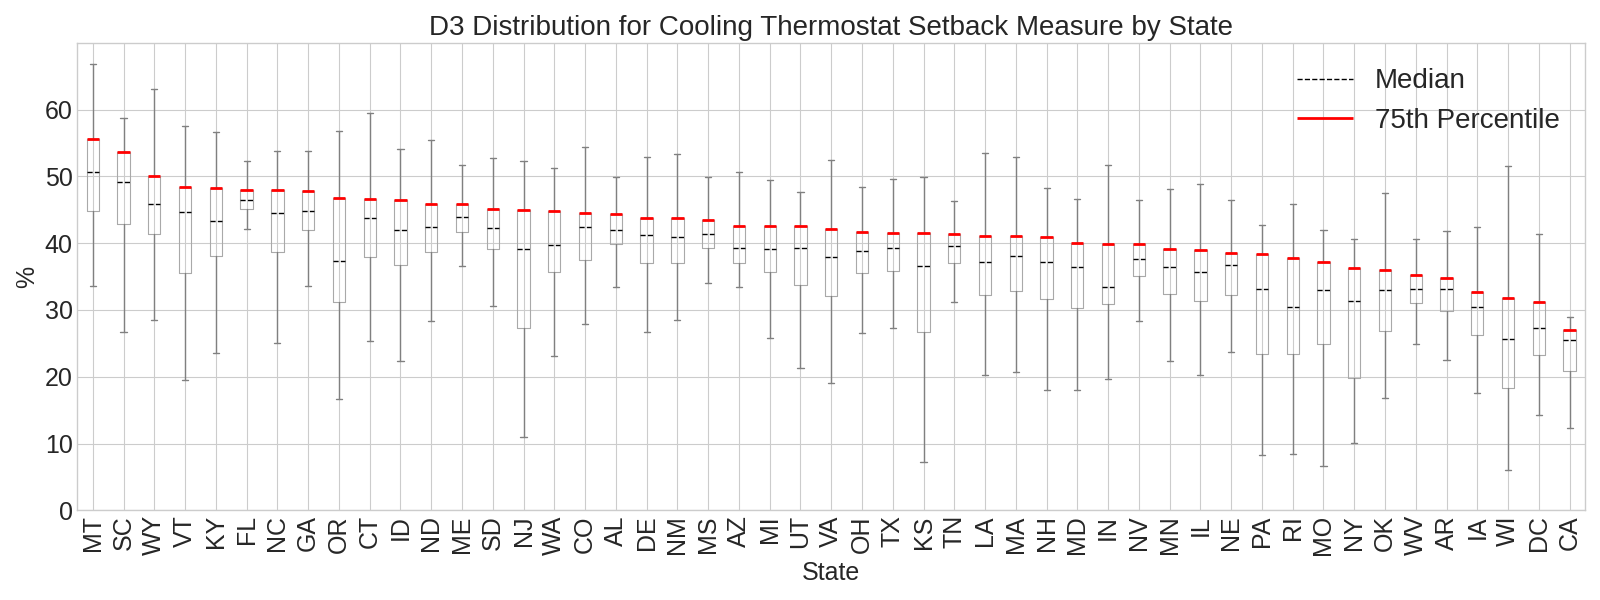 D3 Distribution for Cooling Thermostat Setback Measure by State
Median
75th Percentile
%
60
50
40
30
20
10
0
MT SC WY VT KY FL NC GA OR CT ID ND ME SD NJ WA CO AL DE NM MS AZ MI UT VA OH TX KS TN LA MA NH MD IN NV MN IL NE PA RI MO NY OK WV AR IA WI DC CA
State